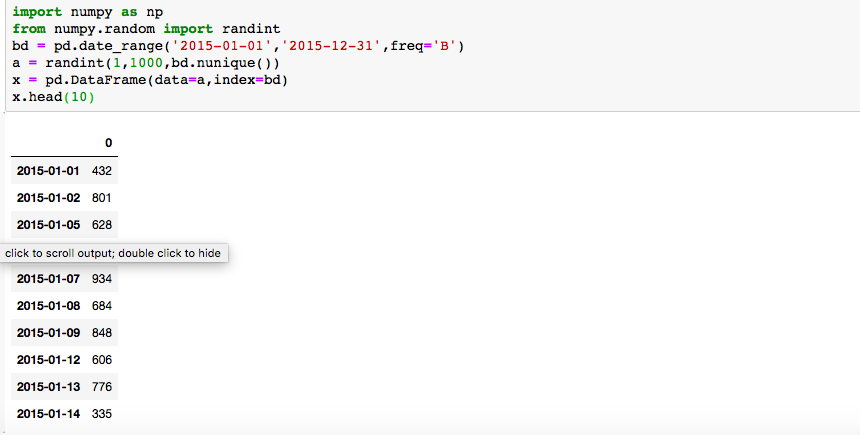 import numpy as np
from numpy.random import randint
bd = pd.date_range('2015-01-01','2015-12-31',freq='B')
a = randint(1,1000,bd.nunique())
x = pd.DataFrame(data=a,index=bd)
x.head(10)
0
2015-01-01 432
2015-01-02 801
2015-01-05 628
click to scroll output; double click to hide
2015-01-07 934
2015-01-08 684
2015-01-09 848
2015-01-12 606
2015-01-13 776
2015-01-14 335